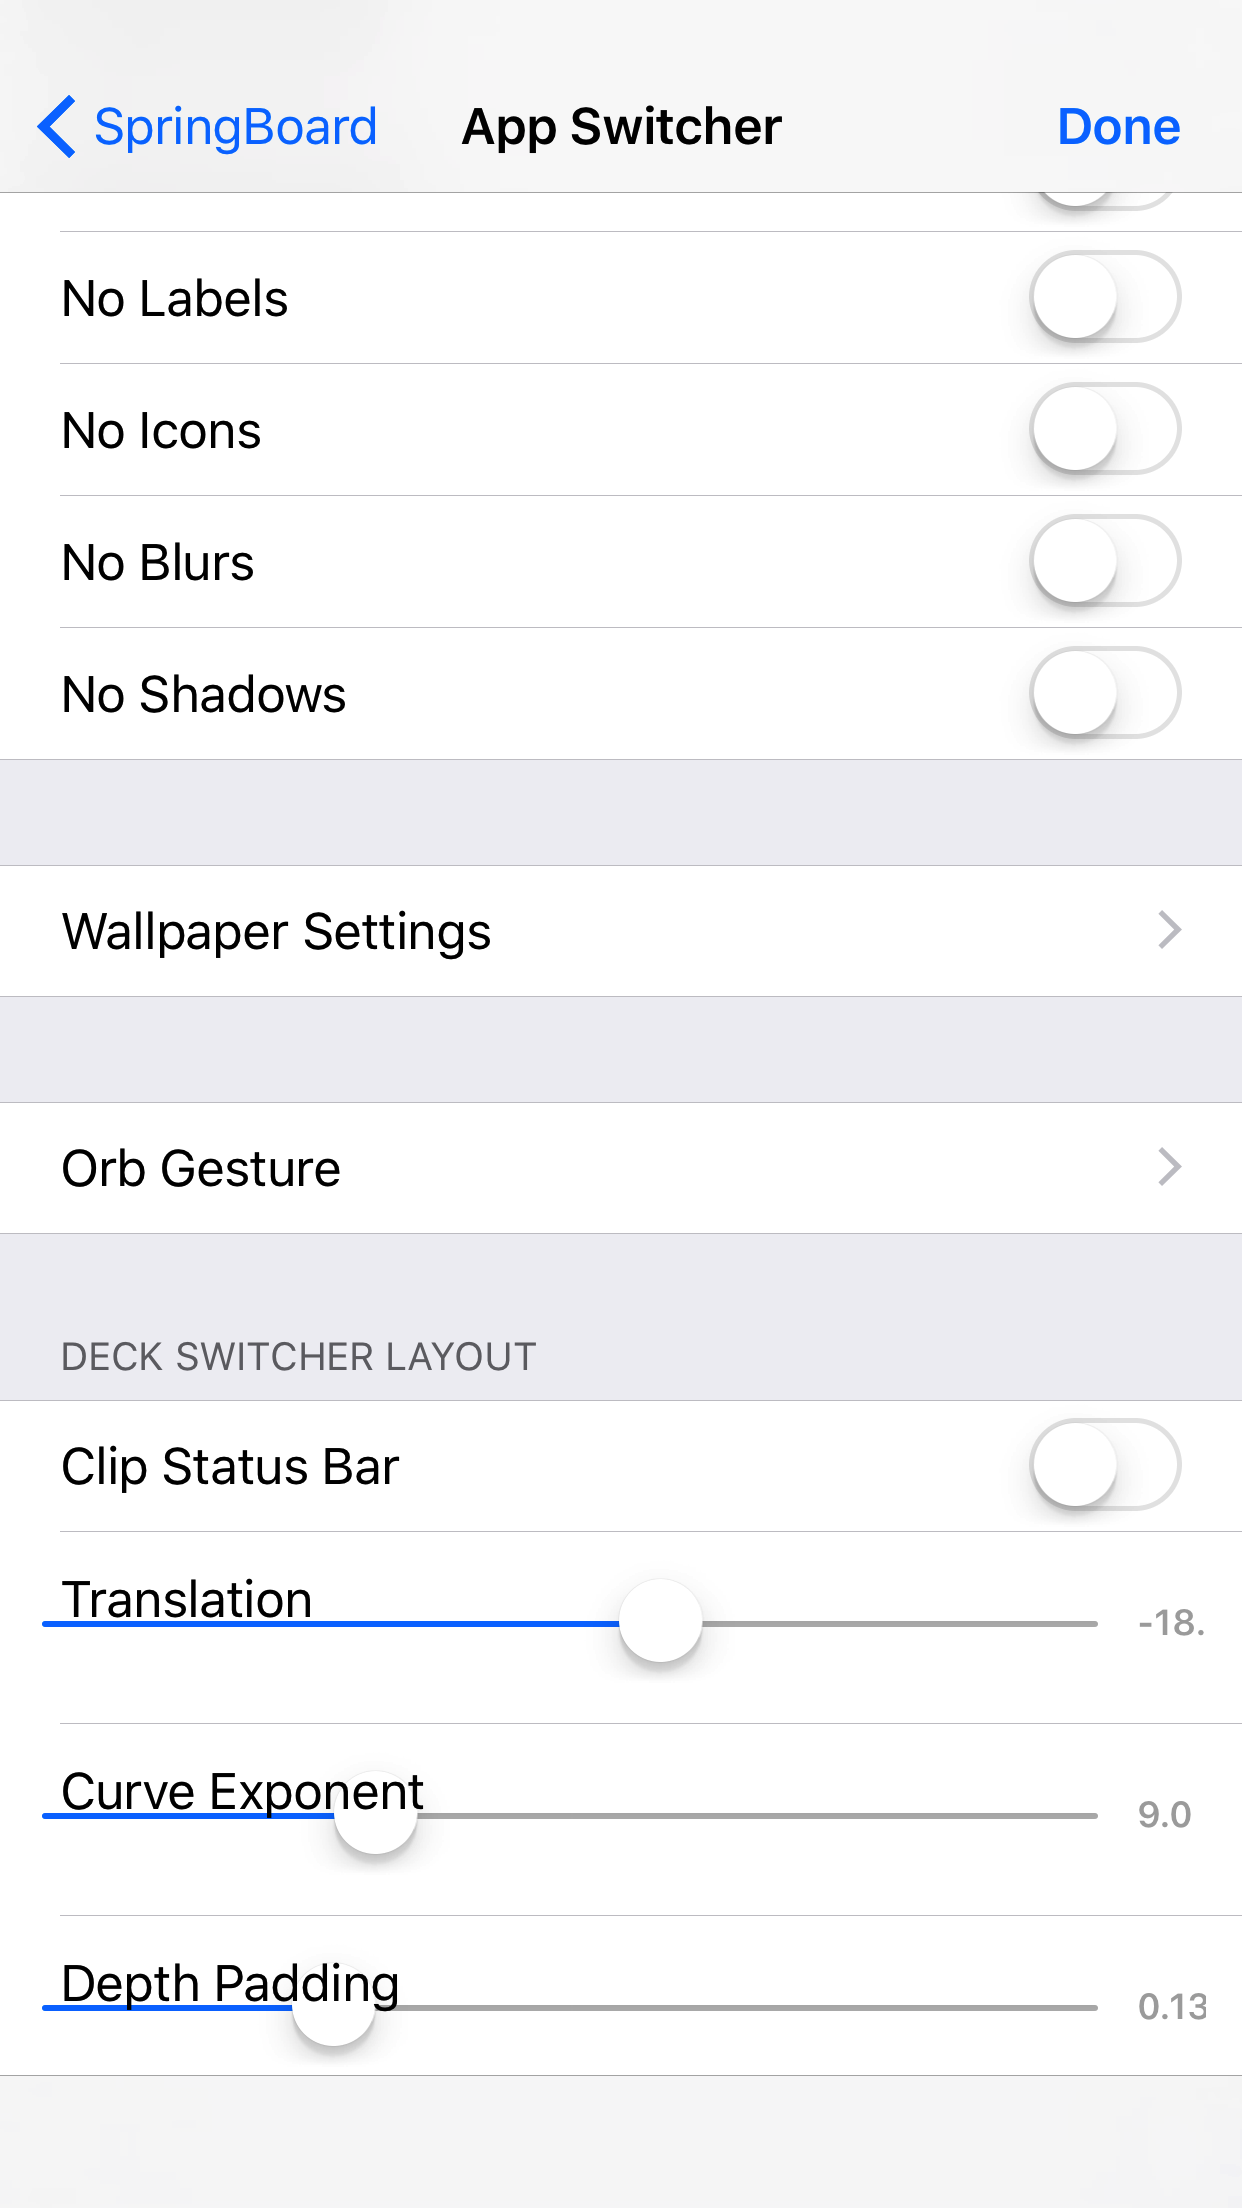 SpringBoard App Switcher Done
No Labels
No Icons
No Blurs
No Shadows
Wallpaper Settings
Orb Gesture
DECK SWITCHER LAYOUT
Clip Status Bar
Translation -18.
Curve Exponent 9.0
Depth Padding 0.13